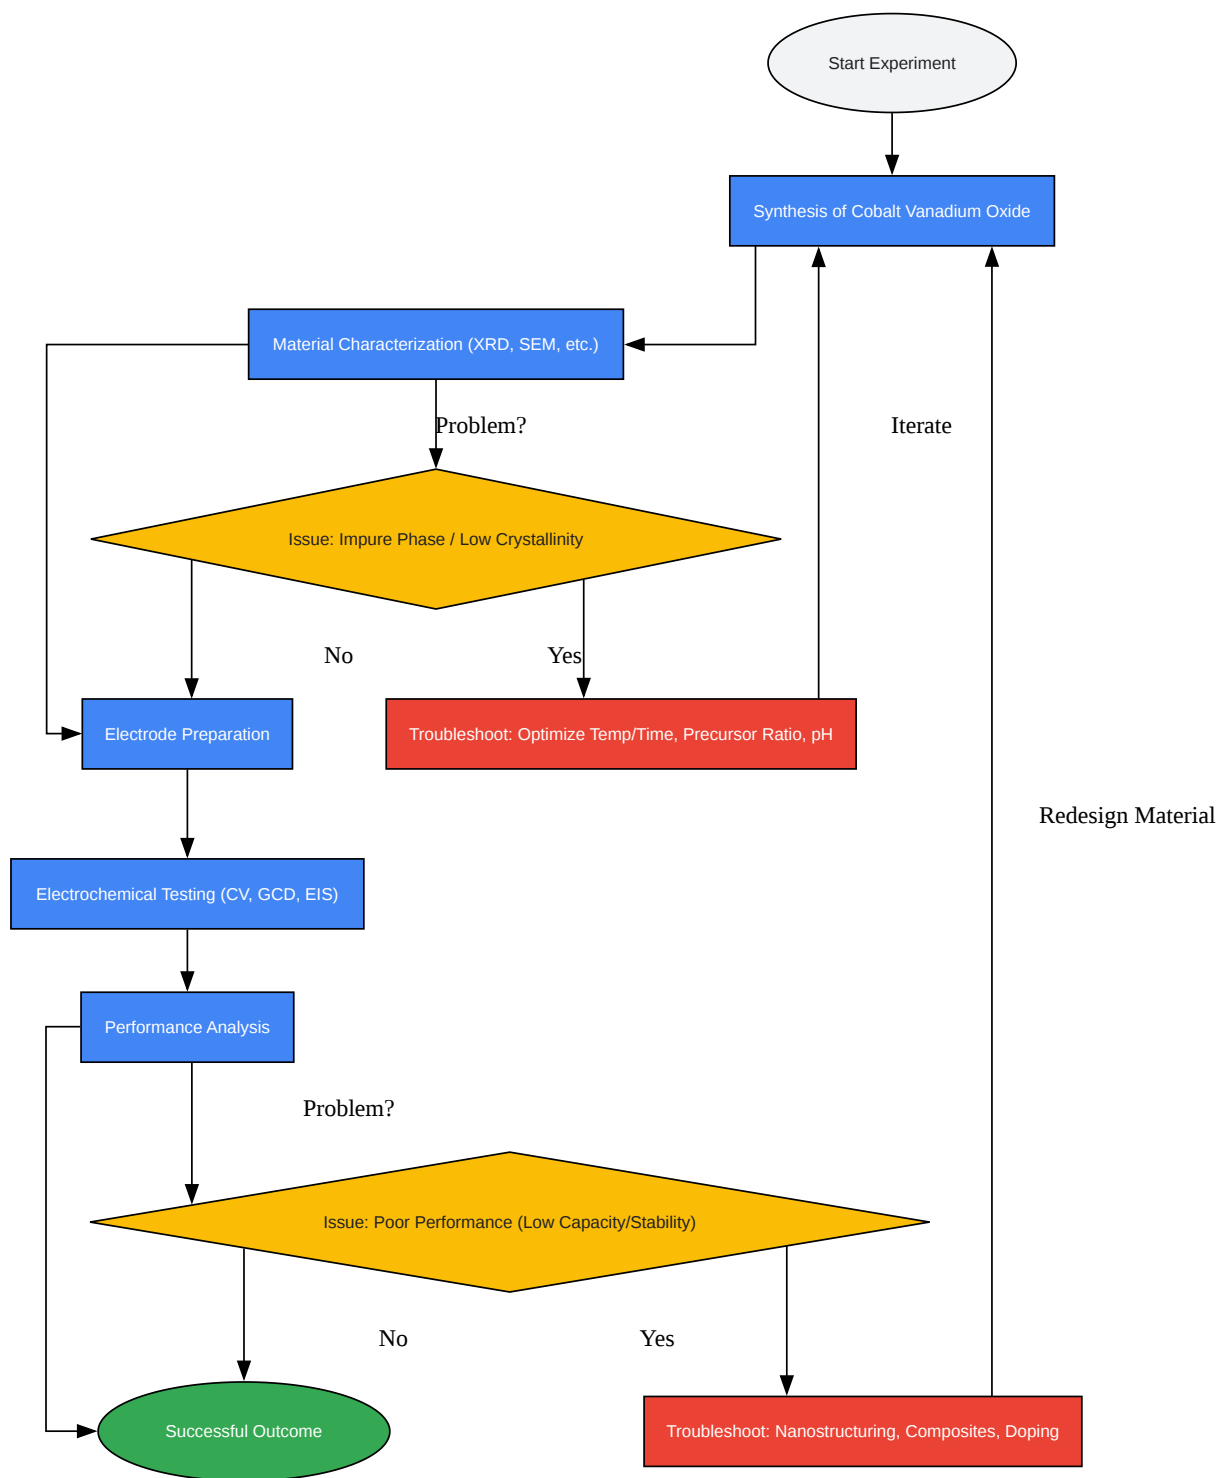 Start Experiment
Synthesis of Cobalt Vanadium Oxide
Material Characterization (XRD, SEM, etc.)
Problem?
Iterate
Issue: Impure Phase / Low Crystallinity
No
Yes
Electrode Preparation
Troubleshoot: Optimize Temp/Time, Precursor Ratio, pH
Redesign Material
Electrochemical Testing (CV, GCD, EIS)
Performance Analysis
Problem?
Issue: Poor Performance (Low Capacity/Stability)
No
Yes
Successful Outcome
Troubleshoot: Nanostructuring, Composites, Doping